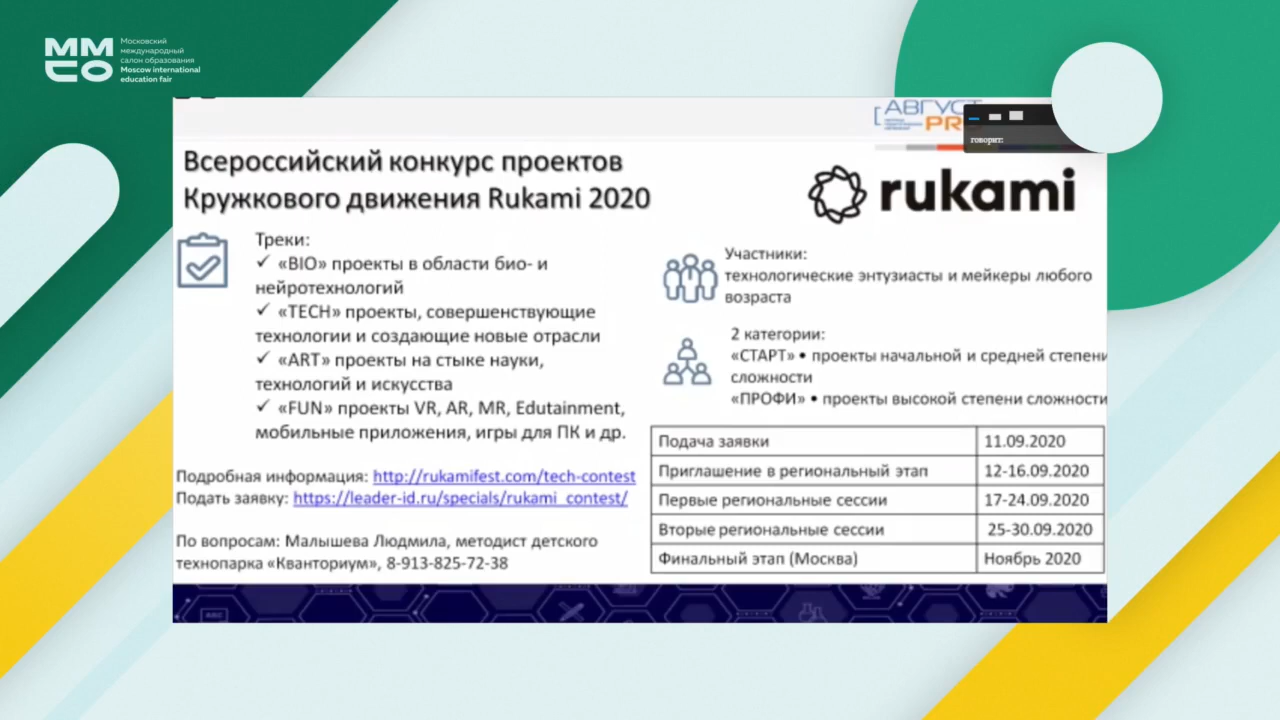 ММ
СО
Московский
международный
салон образования
Moscow international
education fair
АВГУСТ
PRO
говорит:
Всероссийский конкурс проектов
Кружкового движения Rukami 2020
rukami
Треки:
✓ «BIO» проекты в области био- и
нейротехнологий
✓ «TECH» проекты, совершенствующие
технологии и создающие новые отрасли
✓ «ART» проекты на стыке науки,
технологий и искусства
✓ «FUN» проекты VR, AR, MR, Edutainment,
мобильные приложения, игры для ПК и др.
Подробная информация: http://rukamifest.com/tech-contest
Подать заявку: https://leader-id.ru/specials/rukami_contest/
По вопросам: Малышева Людмила, методист детского
технопарка «Кванториум», 8-913-825-72-38
Участники:
технологические энтузиасты и мейкеры любого
возраста
2 категории:
«СТАРТ» • проекты начальной и средней степени
сложности
«ПРОФИ» • проекты высокой степени сложности
Подача заявки 11.09.2020
Приглашение в региональный этап 12-16.09.2020
Первые региональные сессии 17-24.09.2020
Вторые региональные сессии 25-30.09.2020
Финальный этап (Москва) Ноябрь 2020